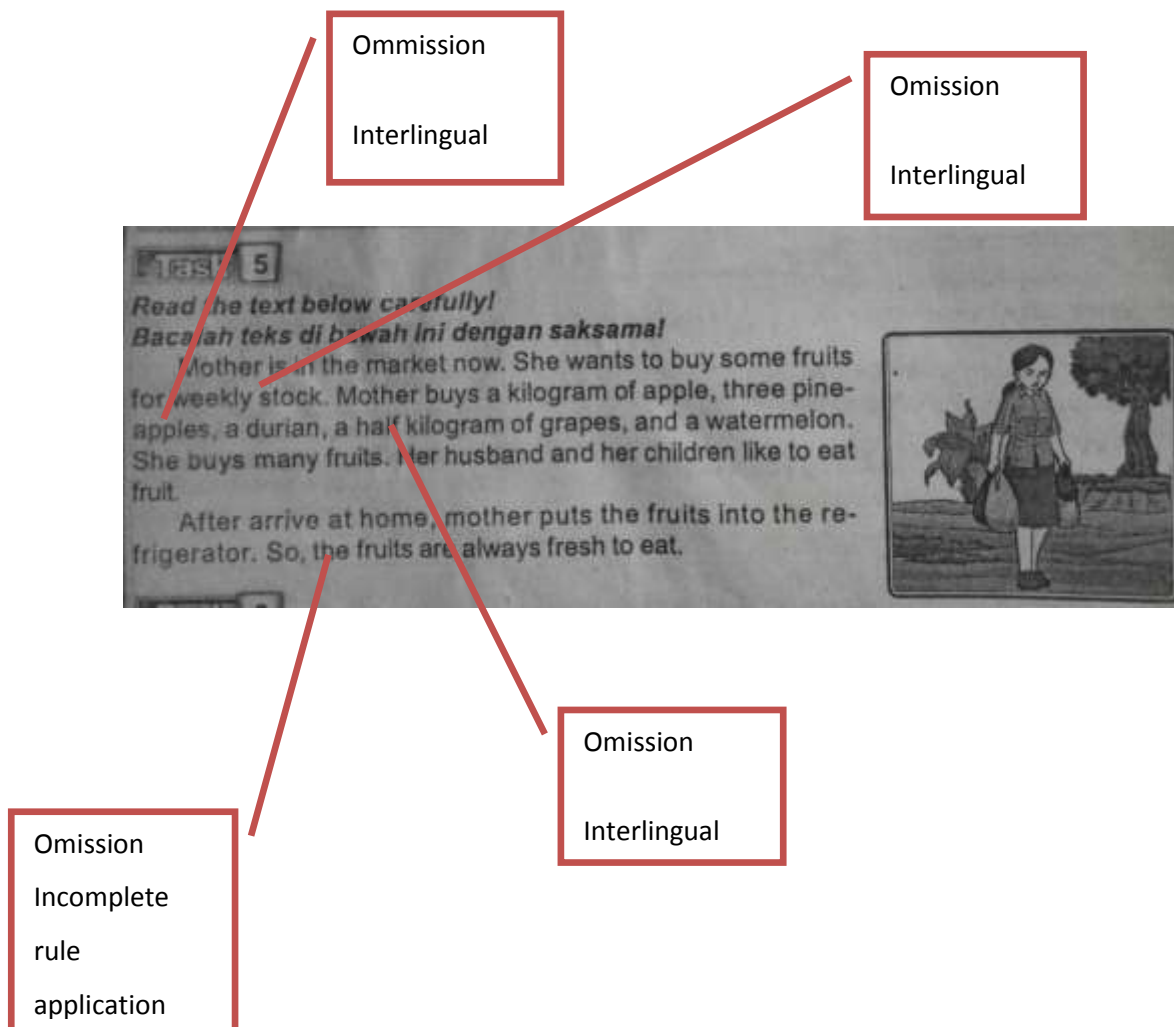 Ommission
Interlingual
Omission
Interlingual
Task 5
Read the text below carefully!
Bacalah teks di bawah ini dengan saksama!
Mother is in the market now. She wants to buy some fruits
for weekly stock. Mother buys a kilogram of apple, three pine-
apples, a durian, a half kilogram of grapes, and a watermelon.
She buys many fruits. Her husband and her children like to eat
fruit.
After arrive at home, mother puts the fruits into the re-
frigerator. So, the fruits are always fresh to eat.
Omission
Interlingual
Omission
Incomplete
rule
application